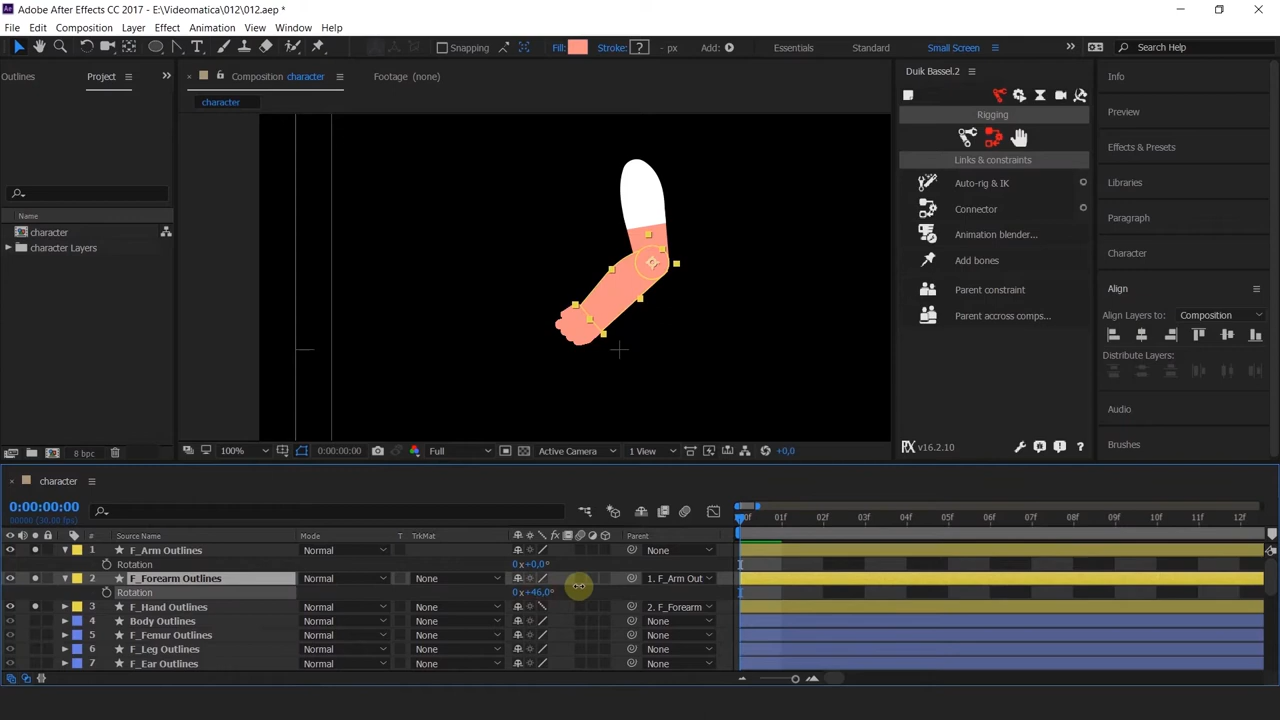 Adobe After Effects CC 2017 - E:\Videomatica\012\012.aep *
File Edit Composition Layer Effect Animation View Window Help
Snapping Fill: Stroke: ? - px Add: Essentials Standard Small Screen >> Search Help
Outlines Project >> Composition character Footage (none) Duik Bassel.2 Info
character
Rigging
Preview
Links & constraints
Effects & Presets
Auto-rig & IK
Libraries
Connector
Paragraph
Name
character
Animation blender...
character Layers
Add bones
Character
Parent constraint
Align
Parent accross comps...
Align Layers to: Composition
Distribute Layers:
Audio
Brushes
8 bpc 100% 0:00:00:00 Full Active Camera 1 View +0,0 v16.2.10
character
0:00:00:00
00000 (30.00 fps)
00f 01f 02f 03f 04f 05f 06f 07f 08f 09f 10f 11f 12f
# Source Name Mode T TrkMat fx Parent
1 F_Arm Outlines Normal None
Rotation 0 x+0,0°
2 F_Forearm Outlines Normal None 1. F_Arm Out
Rotation 0 x+46,0°
3 F_Hand Outlines Normal None 2. F_Forearm
4 Body Outlines Normal None None
5 F_Femur Outlines Normal None None
6 F_Leg Outlines Normal None None
7 F_Ear Outlines Normal None None